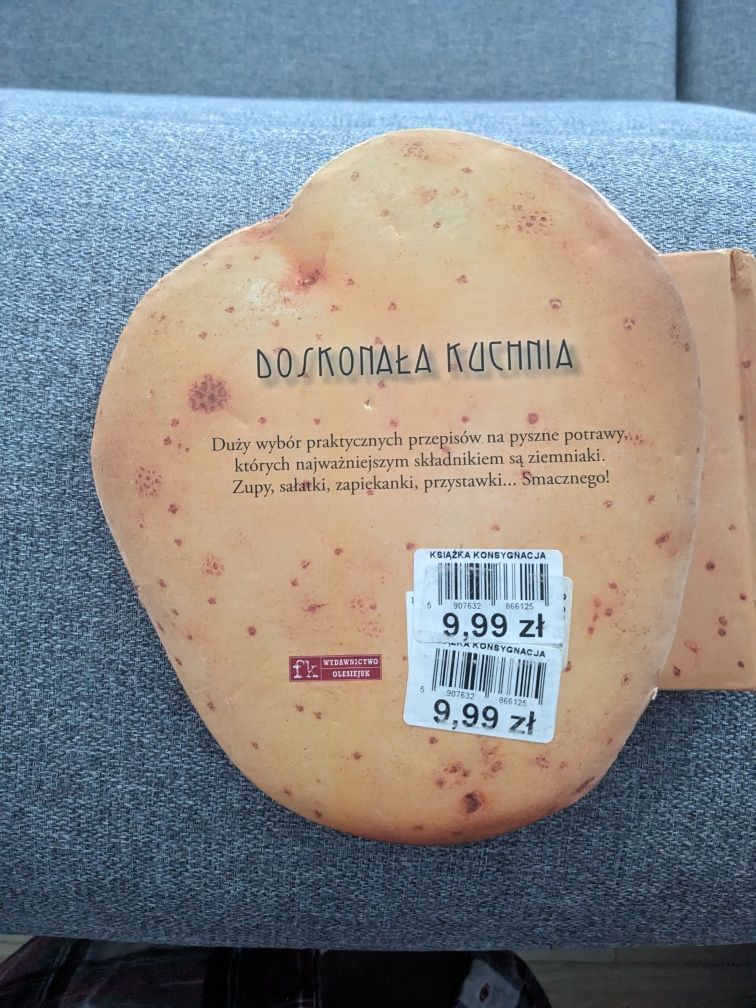 DOSKONAŁA KUCHNIA
Duży wybór praktycznych przepisów na pyszne potrawy,
których najważniejszym składnikiem są ziemniaki.
Zupy, sałatki, zapiekanki, przystawki... Smacznego!
KSIĄŻKA KONSYGNACJA
5 907632 866125
9,99 zł
KONSYGNACJA
5 907632 866125
9,99 zł
fk WYDAWNICTWO
OLESIEJUK